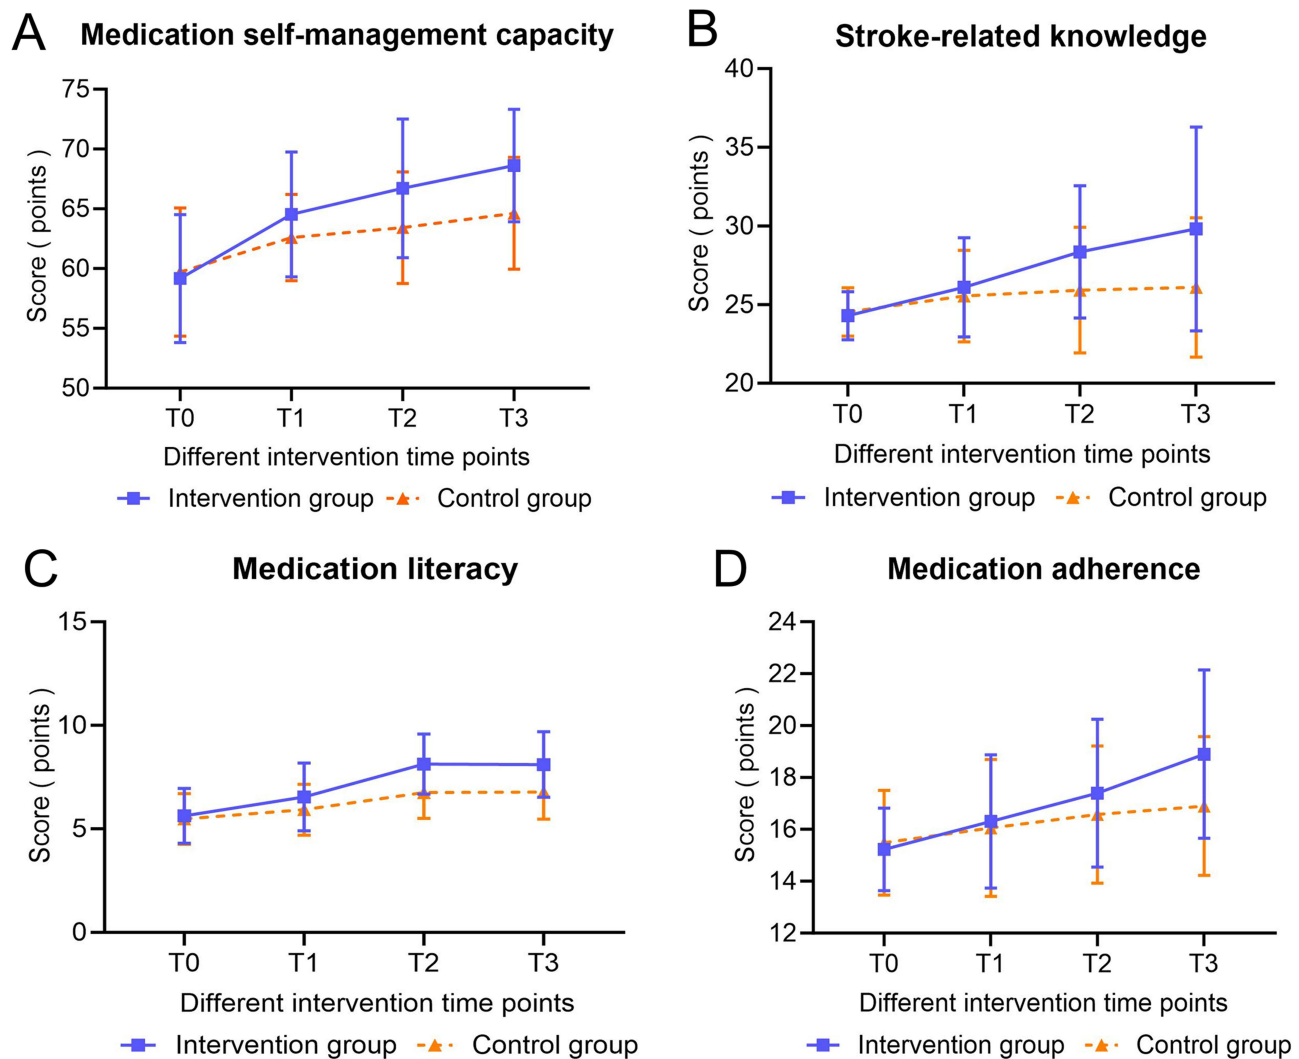 A Medication self-management capacity
Score ( points )
75
70
65
60
55
50
T0 T1 T2 T3
Different intervention time points
Intervention group Control group
B Stroke-related knowledge
Score ( points )
40
35
30
25
20
T0 T1 T2 T3
Different intervention time points
Intervention group Control group
C Medication literacy
Score ( points )
15
10
5
0
T0 T1 T2 T3
Different intervention time points
Intervention group Control group
D Medication adherence
Score ( points )
24
22
20
18
16
14
12
T0 T1 T2 T3
Different intervention time points
Intervention group Control group